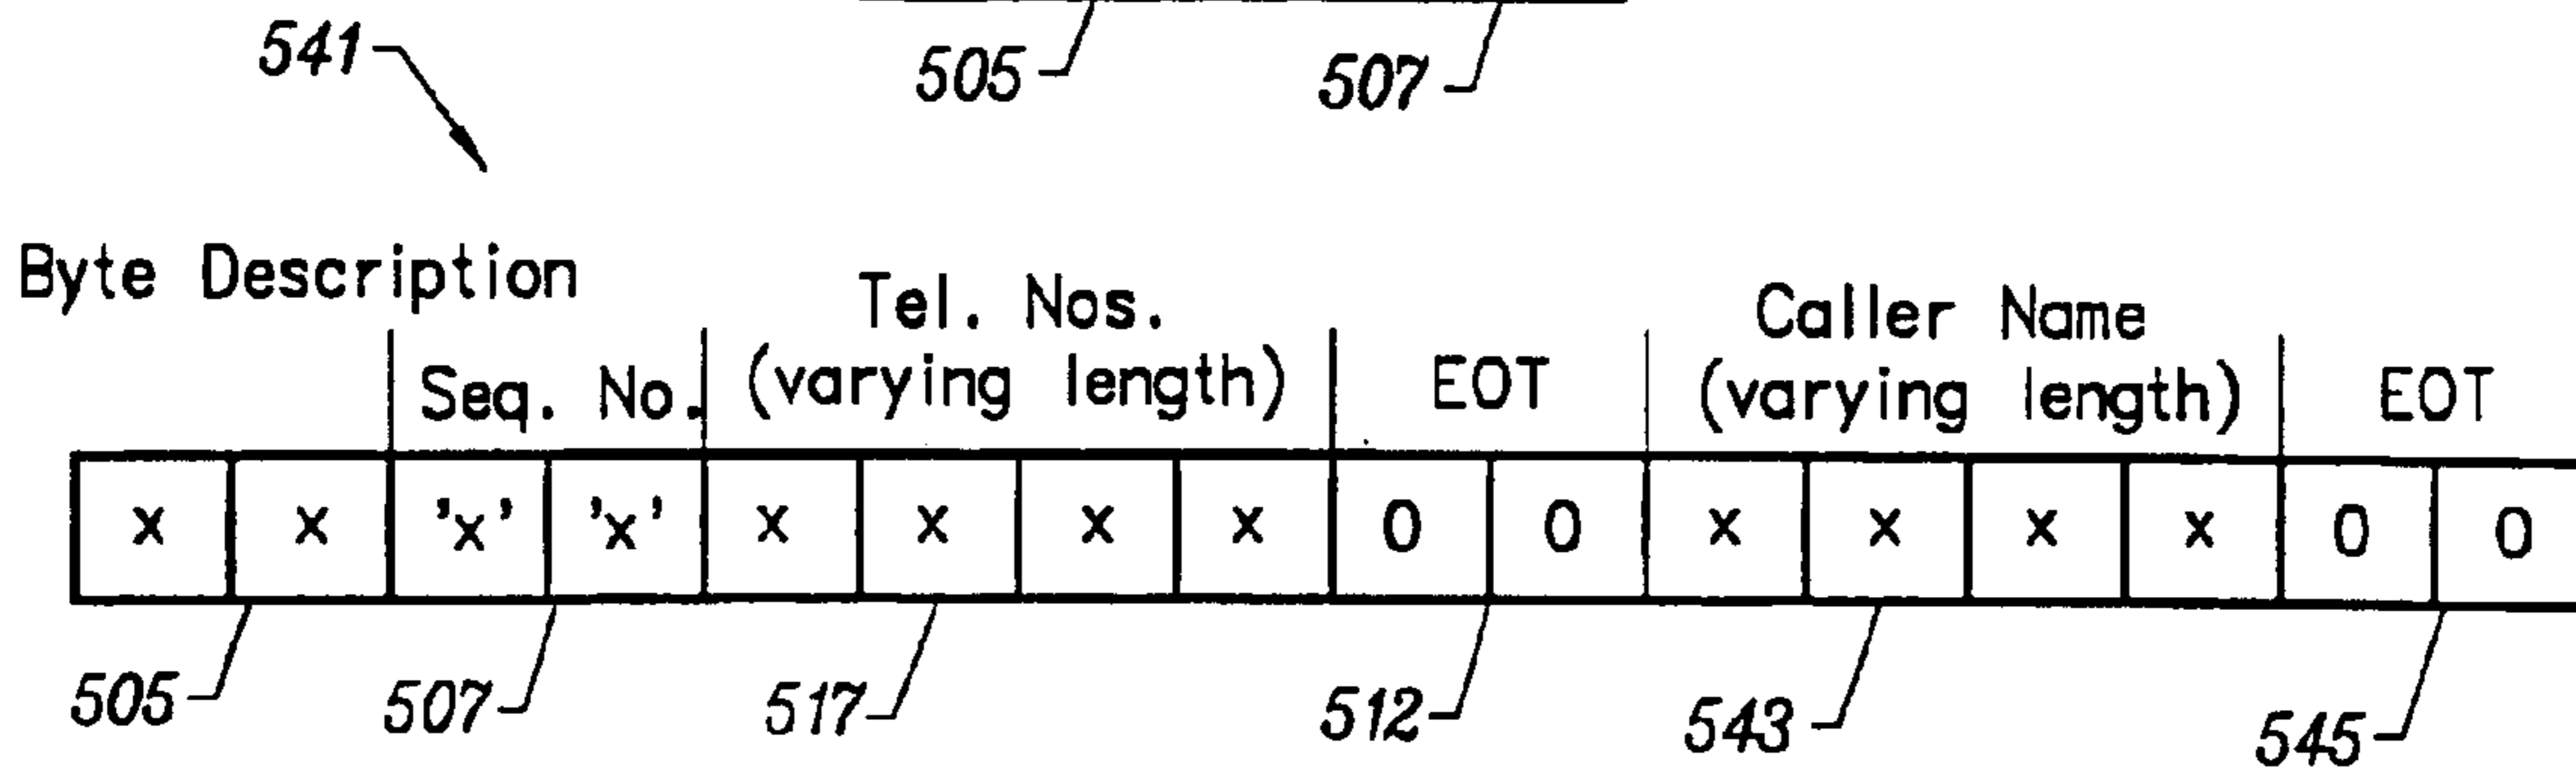 541
505 507
Byte Description
Tel. Nos. Caller Name
Seq. No. (varying length) EOT (varying length) EOT
x x 'x' 'x' x x x x 0 0 x x x x 0 0
505 507 517 512 543 545